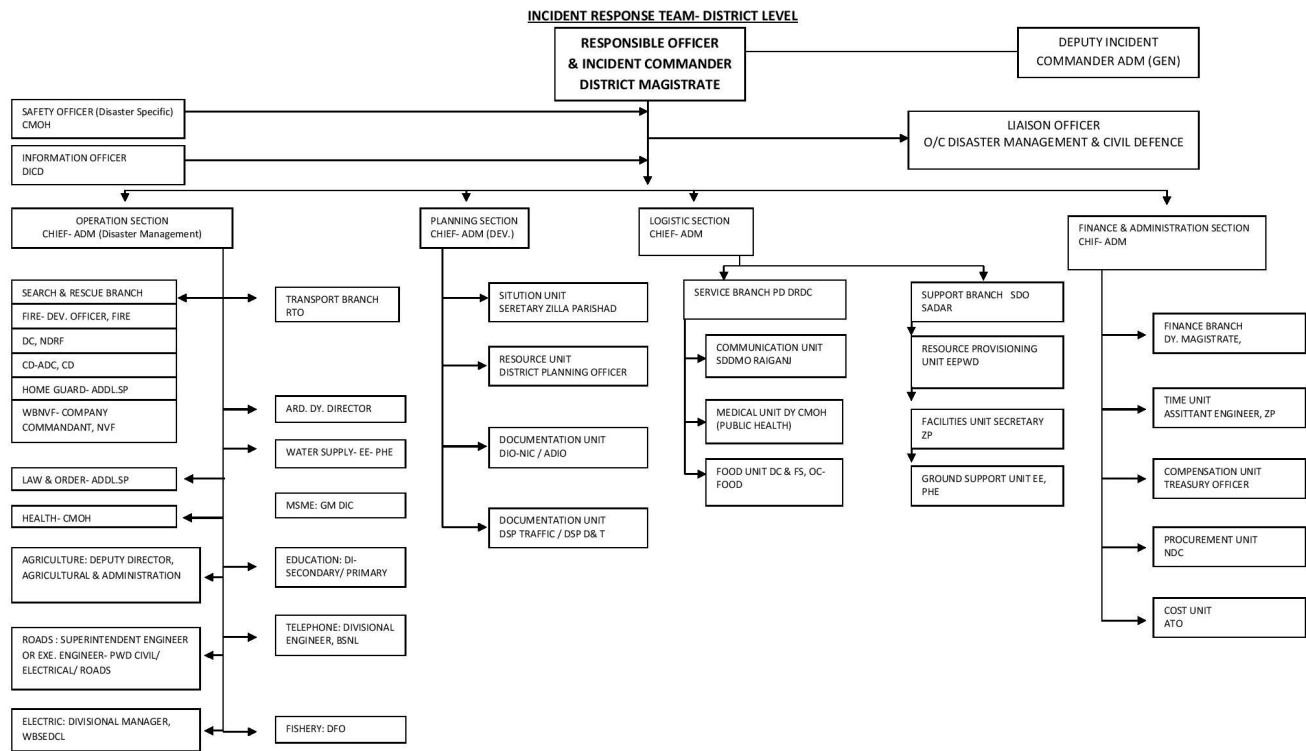 INCIDENT RESPONSE TEAM- DISTRICT LEVEL
RESPONSIBLE OFFICER
& INCIDENT COMMANDER
DISTRICT MAGISTRATE
DEPUTY INCIDENT
COMMANDER ADM (GEN)
SAFETY OFFICER (Disaster Specific)
CMOH
LIAISON OFFICER
O/C DISASTER MANAGEMENT & CIVIL DEFENCE
INFORMATION OFFICER
DICD
OPERATION SECTION
CHIEF- ADM (Disaster Management)
PLANNING SECTION
CHIEF- ADM (DEV.)
LOGISTIC SECTION
CHIEF- ADM
FINANCE & ADMINISTRATION SECTION
CHIF- ADM
SEARCH & RESCUE BRANCH
FIRE- DEV. OFFICER, FIRE
DC, NDRF
CD-ADC, CD
HOME GUARD- ADDL.SP
WBNVF- COMPANY
COMMANDANT, NVF
LAW & ORDER- ADDL.SP
HEALTH- CMOH
AGRICULTURE: DEPUTY DIRECTOR,
AGRICULTURAL & ADMINISTRATION
ROADS : SUPERINTENDENT ENGINEER
OR EXE. ENGINEER- PWD CIVIL/
ELECTRICAL/ ROADS
ELECTRIC: DIVISIONAL MANAGER,
WBSEDCL
TRANSPORT BRANCH
RTO
ARD. DY. DIRECTOR
WATER SUPPLY- EE- PHE
MSME: GM DIC
EDUCATION: DI-
SECONDARY/ PRIMARY
TELEPHONE: DIVISIONAL
ENGINEER, BSNL
FISHERY: DFO
SITUTION UNIT
SERETARY ZILLA PARISHAD
RESOURCE UNIT
DISTRICT PLANNING OFFICER
DOCUMENTATION UNIT
DIO-NIC / ADIO
DOCUMENTATION UNIT
DSP TRAFFIC / DSP D& T
SERVICE BRANCH PD DRDC
COMMUNICATION UNIT
SDDMO RAIGANJ
MEDICAL UNIT DY CMOH
(PUBLIC HEALTH)
FOOD UNIT DC & FS, OC-
FOOD
SUPPORT BRANCH SDO
SADAR
RESOURCE PROVISIONING
UNIT EEPWD
FACILITIES UNIT SECRETARY
ZP
GROUND SUPPORT UNIT EE,
PHE
FINANCE BRANCH
DY. MAGISTRATE,
TIME UNIT
ASSITTANT ENGINEER, ZP
COMPENSATION UNIT
TREASURY OFFICER
PROCUREMENT UNIT
NDC
COST UNIT
ATO